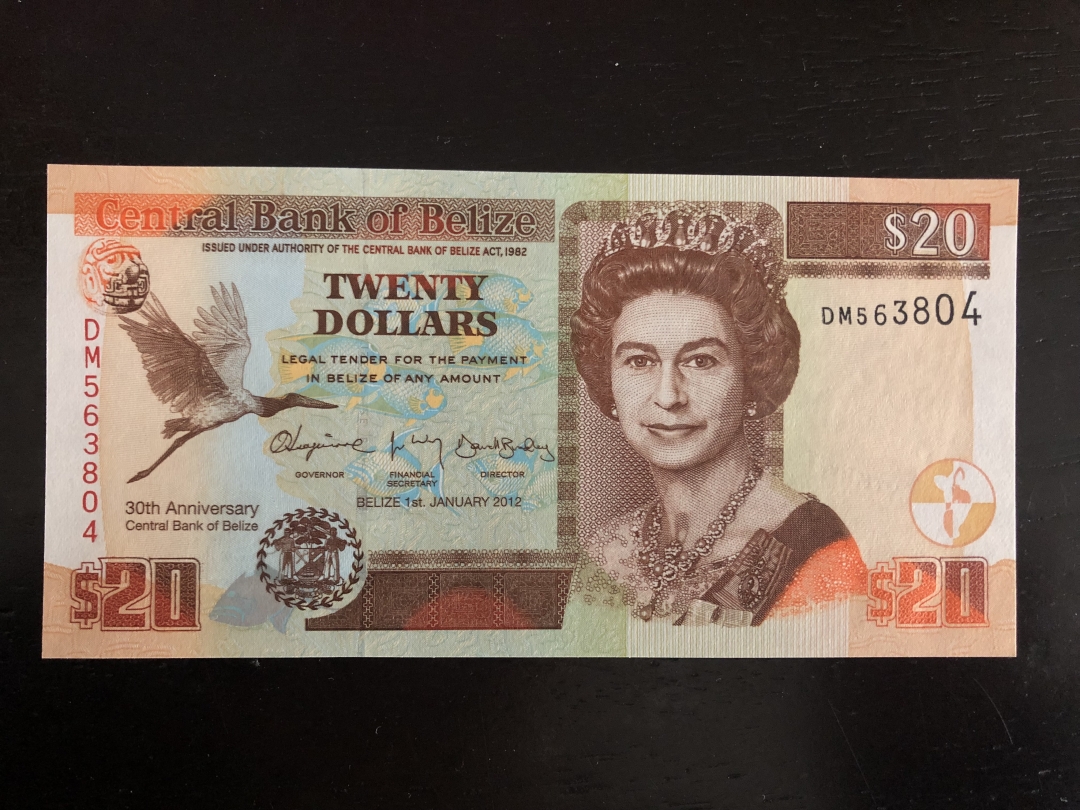 Central Bank of Belize
ISSUED UNDER AUTHORITY OF THE CENTRAL BANK OF BELIZE ACT, 1982
$20
TWENTY
DOLLARS
DM563804
LEGAL TENDER FOR THE PAYMENT
IN BELIZE OF ANY AMOUNT
DM563804
GOVERNOR
FINANCIAL
SECRETARY
DIRECTOR
BELIZE 1st. JANUARY 2012
30th Anniversary
Central Bank of Belize
$20
$20